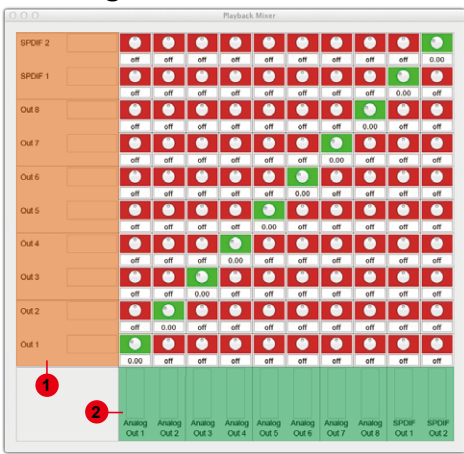 Playback Mixer
SPDIF 2
off off off off off off off off off 0.00
SPDIF 1
off off off off off off off off 0.00 off
Out 8
off off off off off off off 0.00 off off
Out 7
off off off off off off 0.00 off off off
Out 6
off off off off off 0.00 off off off off
Out 5
off off off off off off off off off off
Out 4
off off off 0.00 off off off off off off
Out 3
off off 0.00 off off off off off off off
Out 2
off 0.00 off off off off off off off off
Out 1
0.00 off off off off off off off off off
1
2
Analog Analog Analog Analog Analog Analog Analog Analog SPDIF SPDIF
Out 1 Out 2 Out 3 Out 4 Out 5 Out 6 Out 7 Out 8 Out 1 Out 2